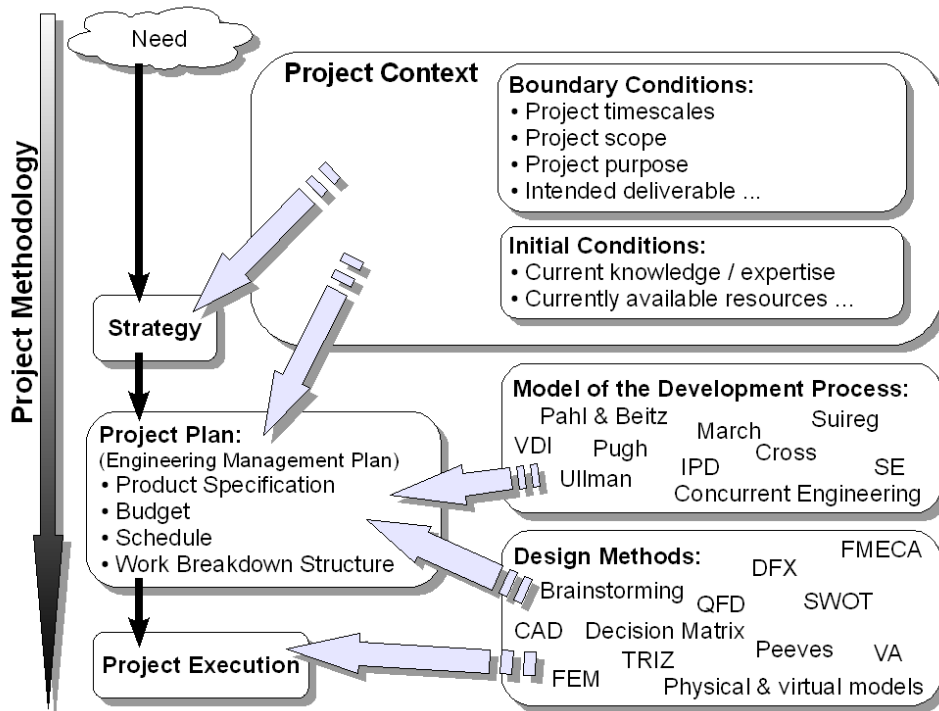 Need
Project Methodology
Project Context
Boundary Conditions:
• Project timescales
• Project scope
• Project purpose
• Intended deliverable ...
Initial Conditions:
• Current knowledge / expertise
• Currently available resources ...
Strategy
Project Plan:
(Engineering Management Plan)
• Product Specification
• Budget
• Schedule
• Work Breakdown Structure
Model of the Development Process:
Pahl & Beitz
Suireg
March
VDI
Pugh
Cross
Ullman
IPD
SE
Concurrent Engineering
Design Methods:
FMECA
DFX
Brainstorming
QFD
SWOT
CAD
Decision Matrix
Peeves
VA
TRIZ
FEM
Physical & virtual models
Project Execution